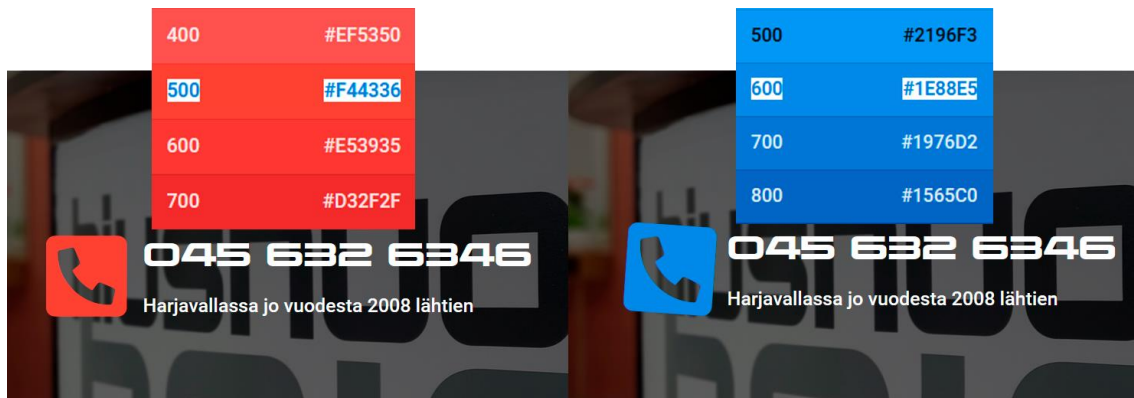 400 #EF5350
500 #F44336
600 #E53935
700 #D32F2F
045 632 6346
Harjavallassa jo vuodesta 2008 lähtien
500 #2196F3
600 #1E88E5
700 #1976D2
800 #1565C0
045 632 6346
Harjavallassa jo vuodesta 2008 lähtien